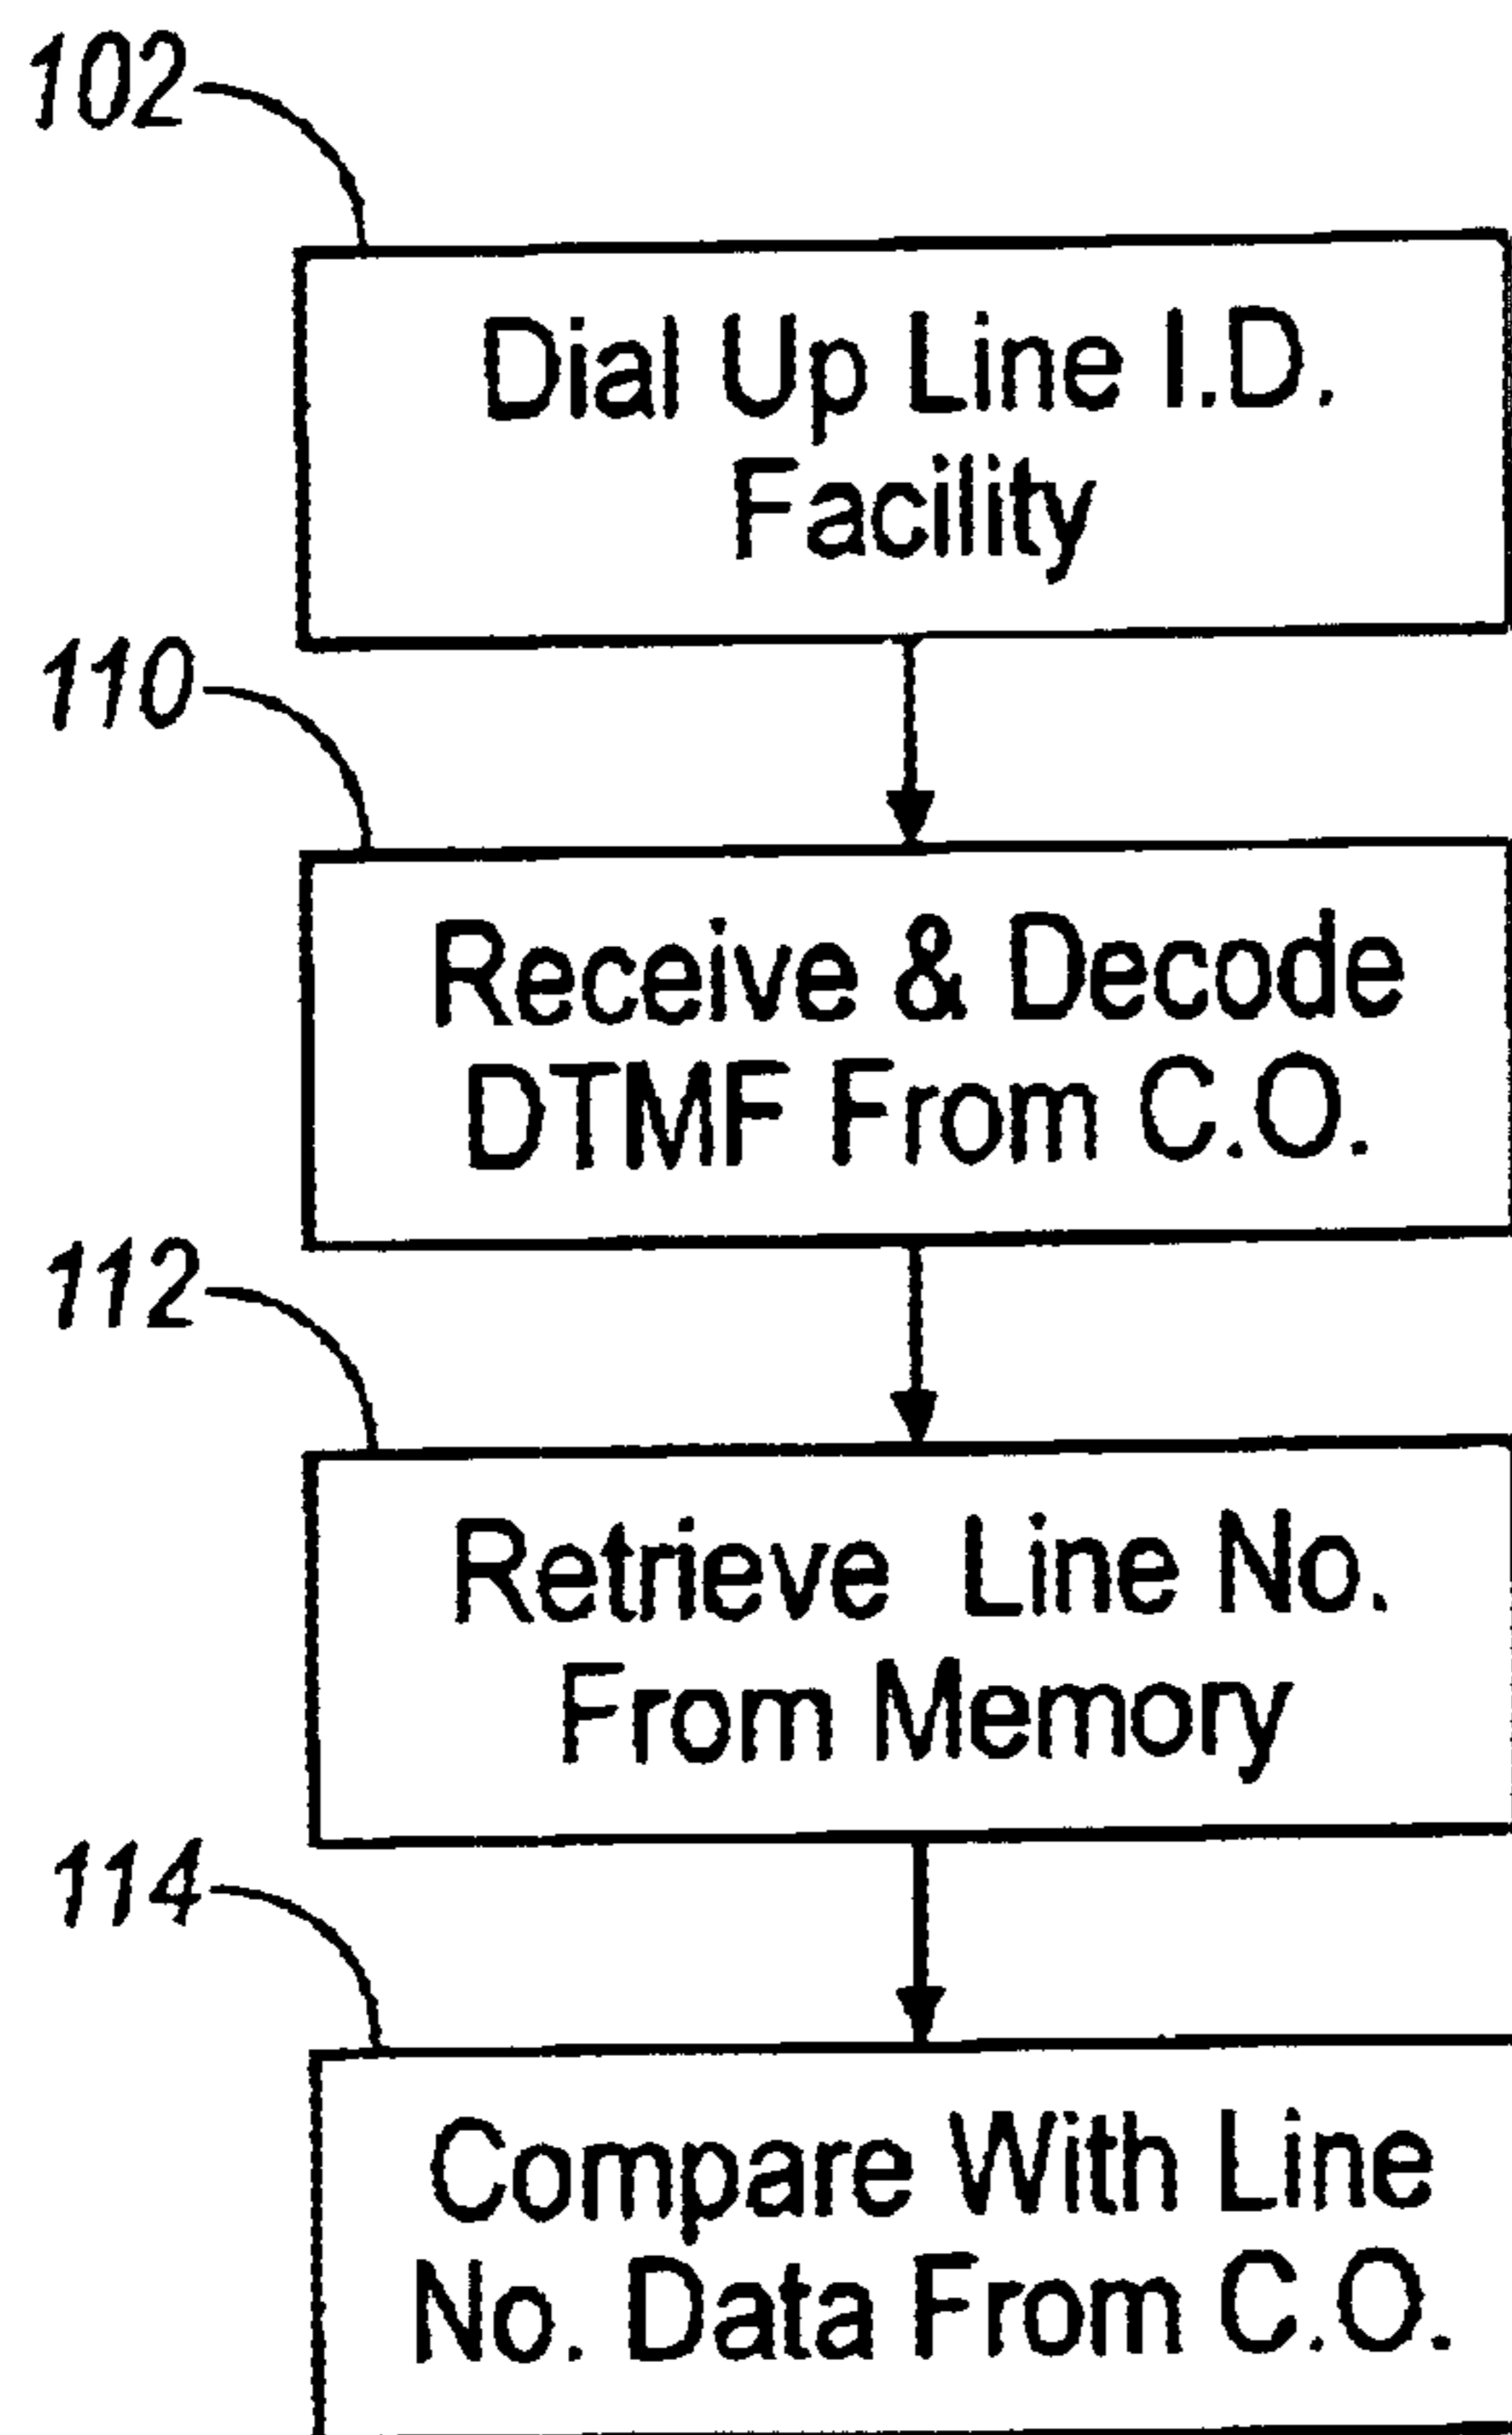 102
Dial Up Line I.D.
Facility
110
Receive & Decode
DTMF From C.O.
112
Retrieve Line No.
From Memory
114
Compare With Line
No. Data From C.O.